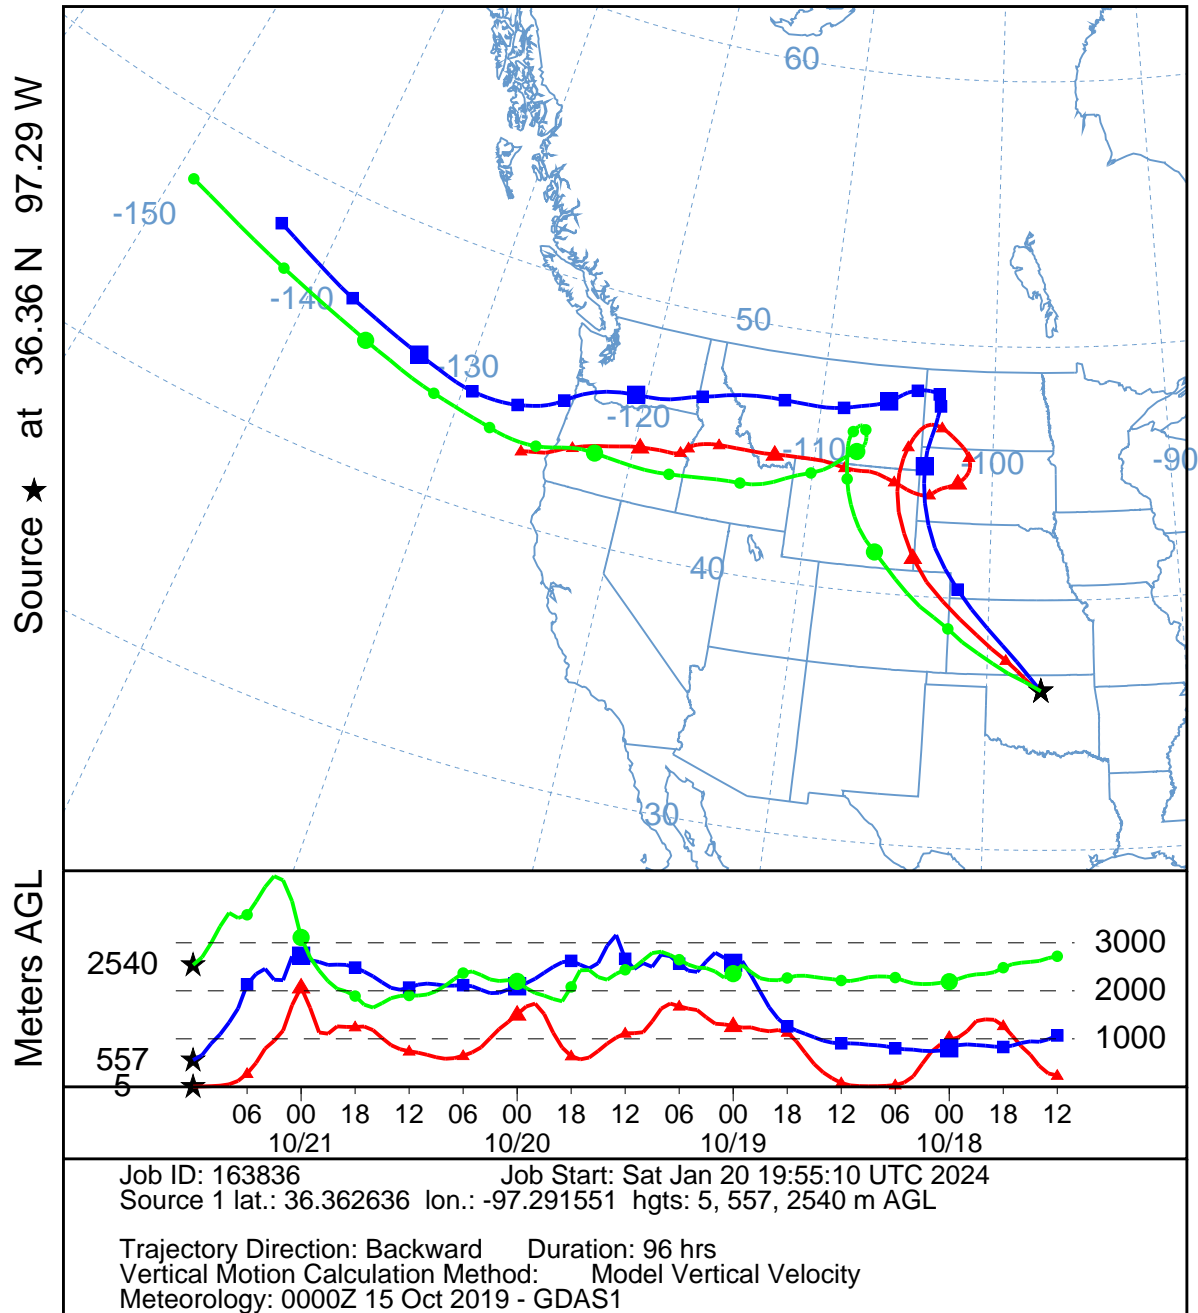 Source ★ at 36.36 N 97.29 W
60
-150
-140
50
-130
-120
-110
-100
-90
40
30
Meters AGL
2540
557
5
3000
2000
1000
06 00 18 12 06 00 18 12 06 00 18 12 06 00 18 12
10/21 10/20 10/19 10/18
Job ID: 163836 Job Start: Sat Jan 20 19:55:10 UTC 2024
Source 1 lat.: 36.362636 lon.: -97.291551 hgts: 5, 557, 2540 m AGL
Trajectory Direction: Backward Duration: 96 hrs
Vertical Motion Calculation Method: Model Vertical Velocity
Meteorology: 0000Z 15 Oct 2019 - GDAS1